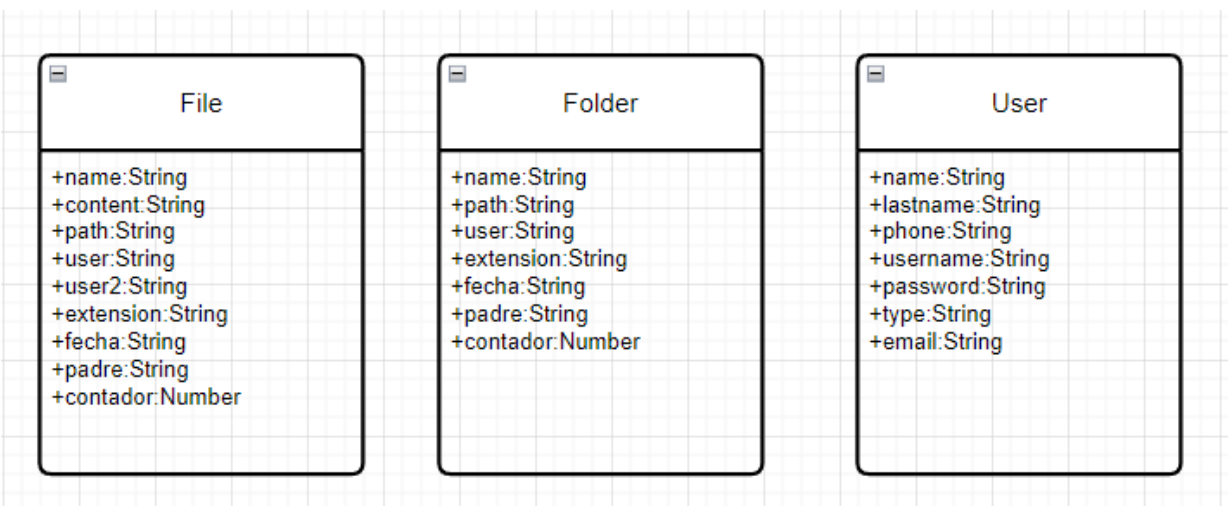 File
+name:String
+content:String
+path:String
+user:String
+user2:String
+extension:String
+fecha:String
+padre:String
+contador:Number
Folder
+name:String
+path:String
+user:String
+extension:String
+fecha:String
+padre:String
+contador:Number
User
+name:String
+lastname:String
+phone:String
+username:String
+password:String
+type:String
+email:String